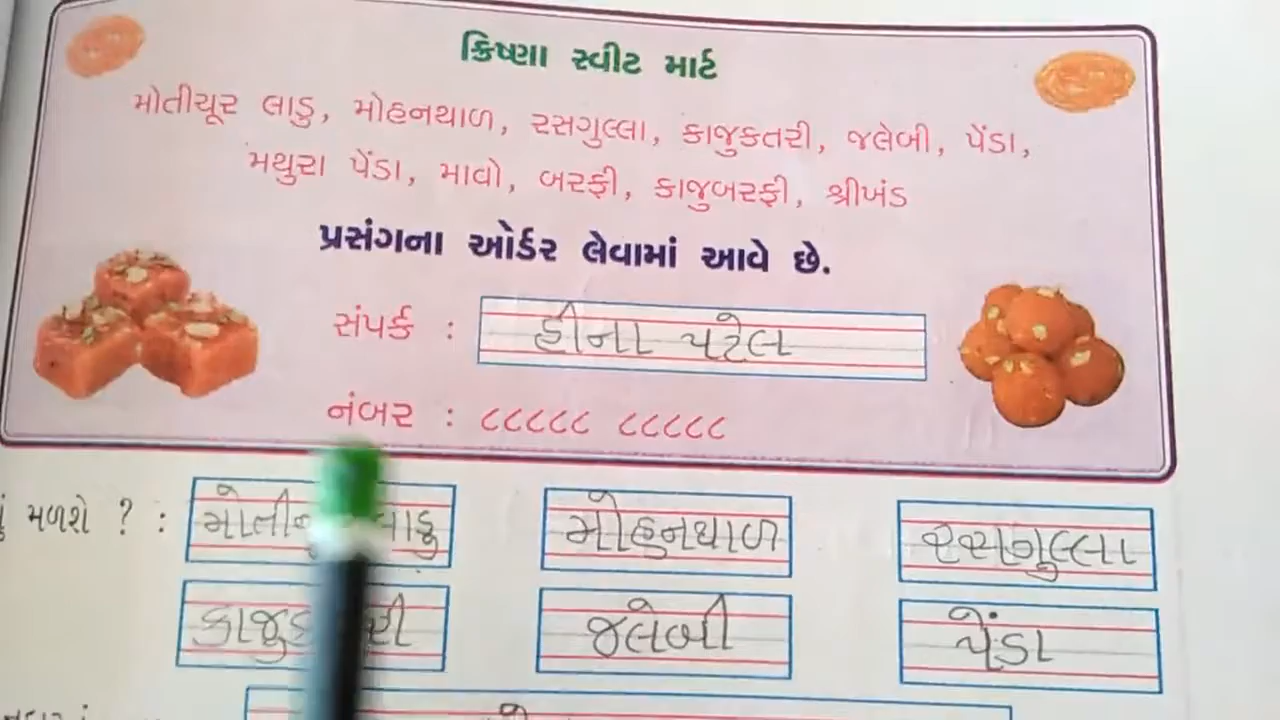 ક્રિષ્ણા સ્વીટ માર્ટ
મોતીચૂર લાડુ, મોહનથાળ, રસગુલ્લા, કાજુકતરી, જલેબી, પેંડા,
મથુરા પેંડા, માવો, બરફી, કાજુબરફી, શ્રીખંડ
પ્રસંગના ઓર્ડર લેવામાં આવે છે.
સંપર્ક : હીના પટેલ
નંબર : ૮૮૮૮૮ ૮૮૮૮૮
મળશે ? : લાડુ મોહનથાળ રસગુલ્લા
જલેબી પેંડા